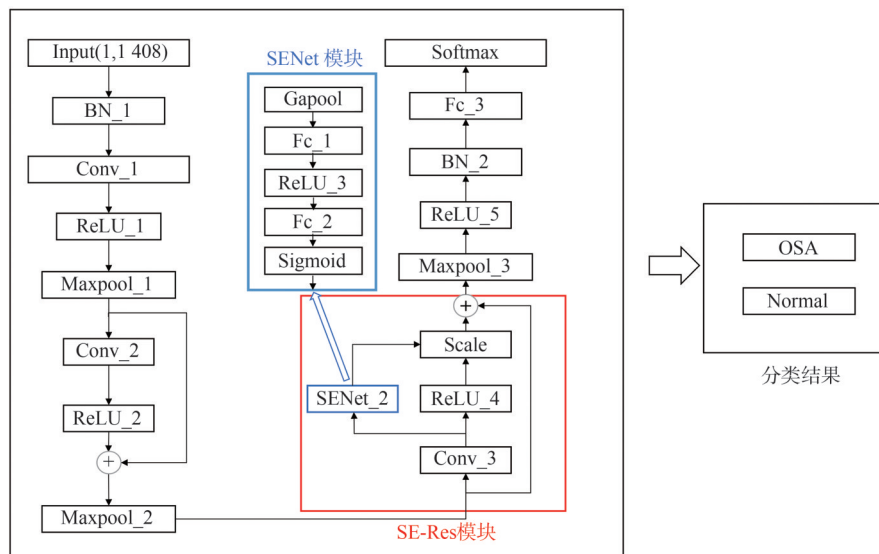 Input(1,1 408)
BN_1
Conv_1
ReLU_1
Maxpool_1
Conv_2
ReLU_2
+
Maxpool_2
SENet 模块
Gapool
Fc_1
ReLU_3
Fc_2
Sigmoid
Softmax
Fc_3
BN_2
ReLU_5
Maxpool_3
+
Scale
SENet_2
ReLU_4
Conv_3
SE-Res模块
OSA
Normal
分类结果